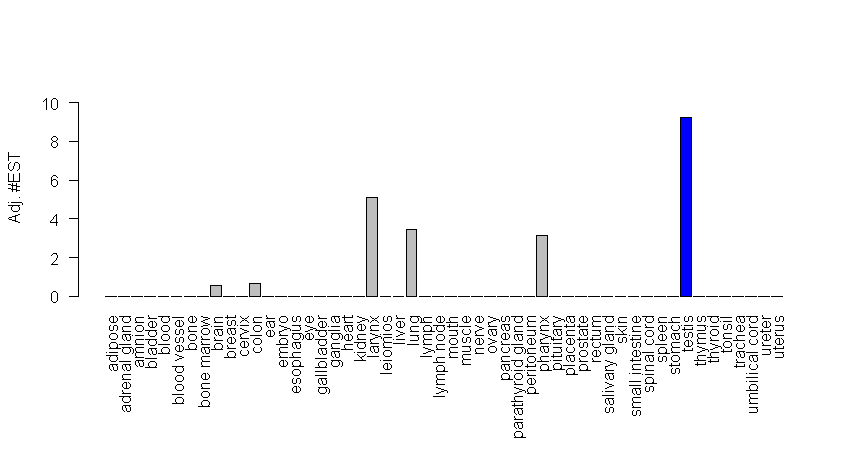 10
8
6
4
2
0
Adj. #EST
adipose
adrenal gland
amnion
bladder
blood
blood vessel
bone
bone marrow
brain
breast
cervix
colon
ear
embryo
esophagus
eye
gallbladder
ganglia
heart
kidney
larynx
leiomios
liver
lung
lymph
lymph node
mouth
muscle
nerve
ovary
pancreas
parathyroid gland
peritoneum
pharynx
pituitary
placenta
prostate
rectum
salivary gland
skin
small intestine
spinal cord
spleen
stomach
testis
thymus
thyroid
tonsil
trachea
umbilical cord
ureter
uterus